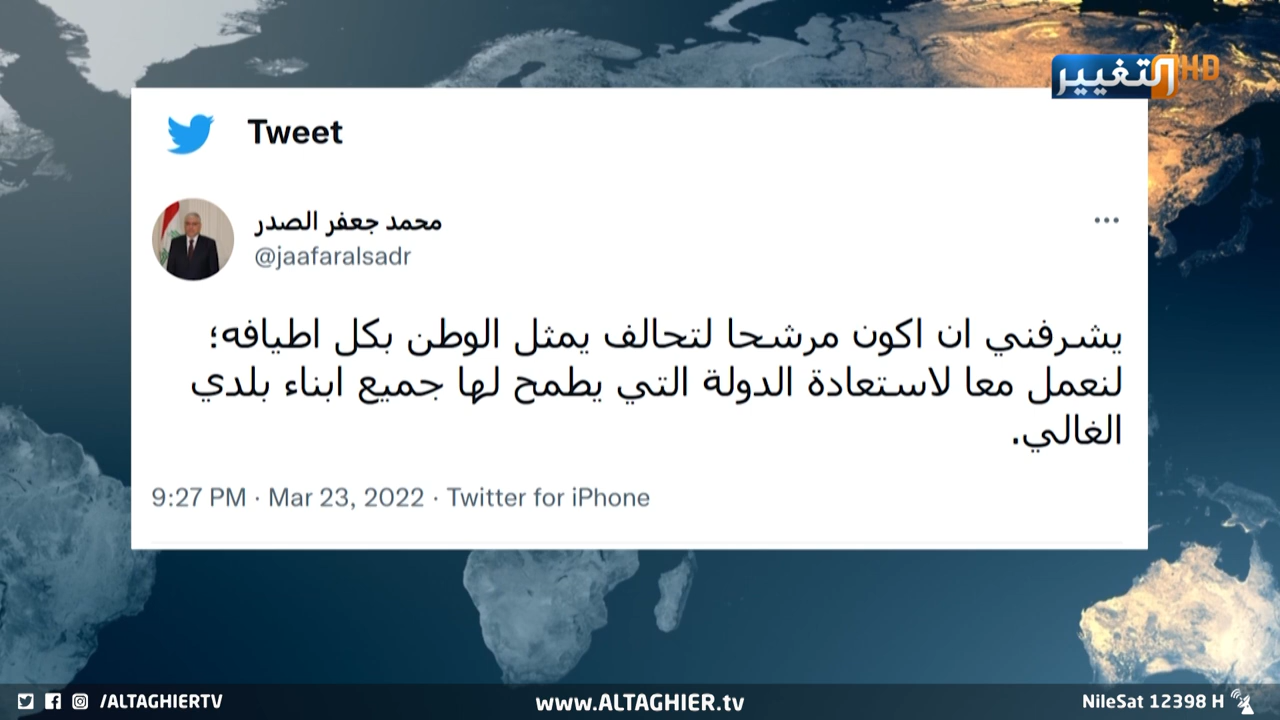 التغيير HD
Tweet
محمد جعفر الصدر
@jaafaralsadr
يشرفني ان اكون مرشحا لتحالف يمثل الوطن بكل اطيافه؛
لنعمل معا لاستعادة الدولة التي يطمح لها جميع ابناء بلدي
الغالي.
9:27 PM · Mar 23, 2022 · Twitter for iPhone
/ALTAGHIERTV
www.ALTAGHIER.tv
NileSat 12398 H